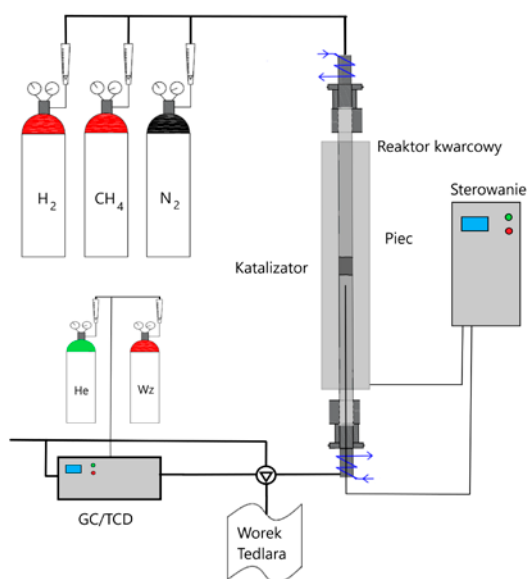 H2
CH4
N2
Reaktor kwarcowy
Sterowanie
Piec
Katalizator
He
Wz
GC/TCD
Worek
Tedlara